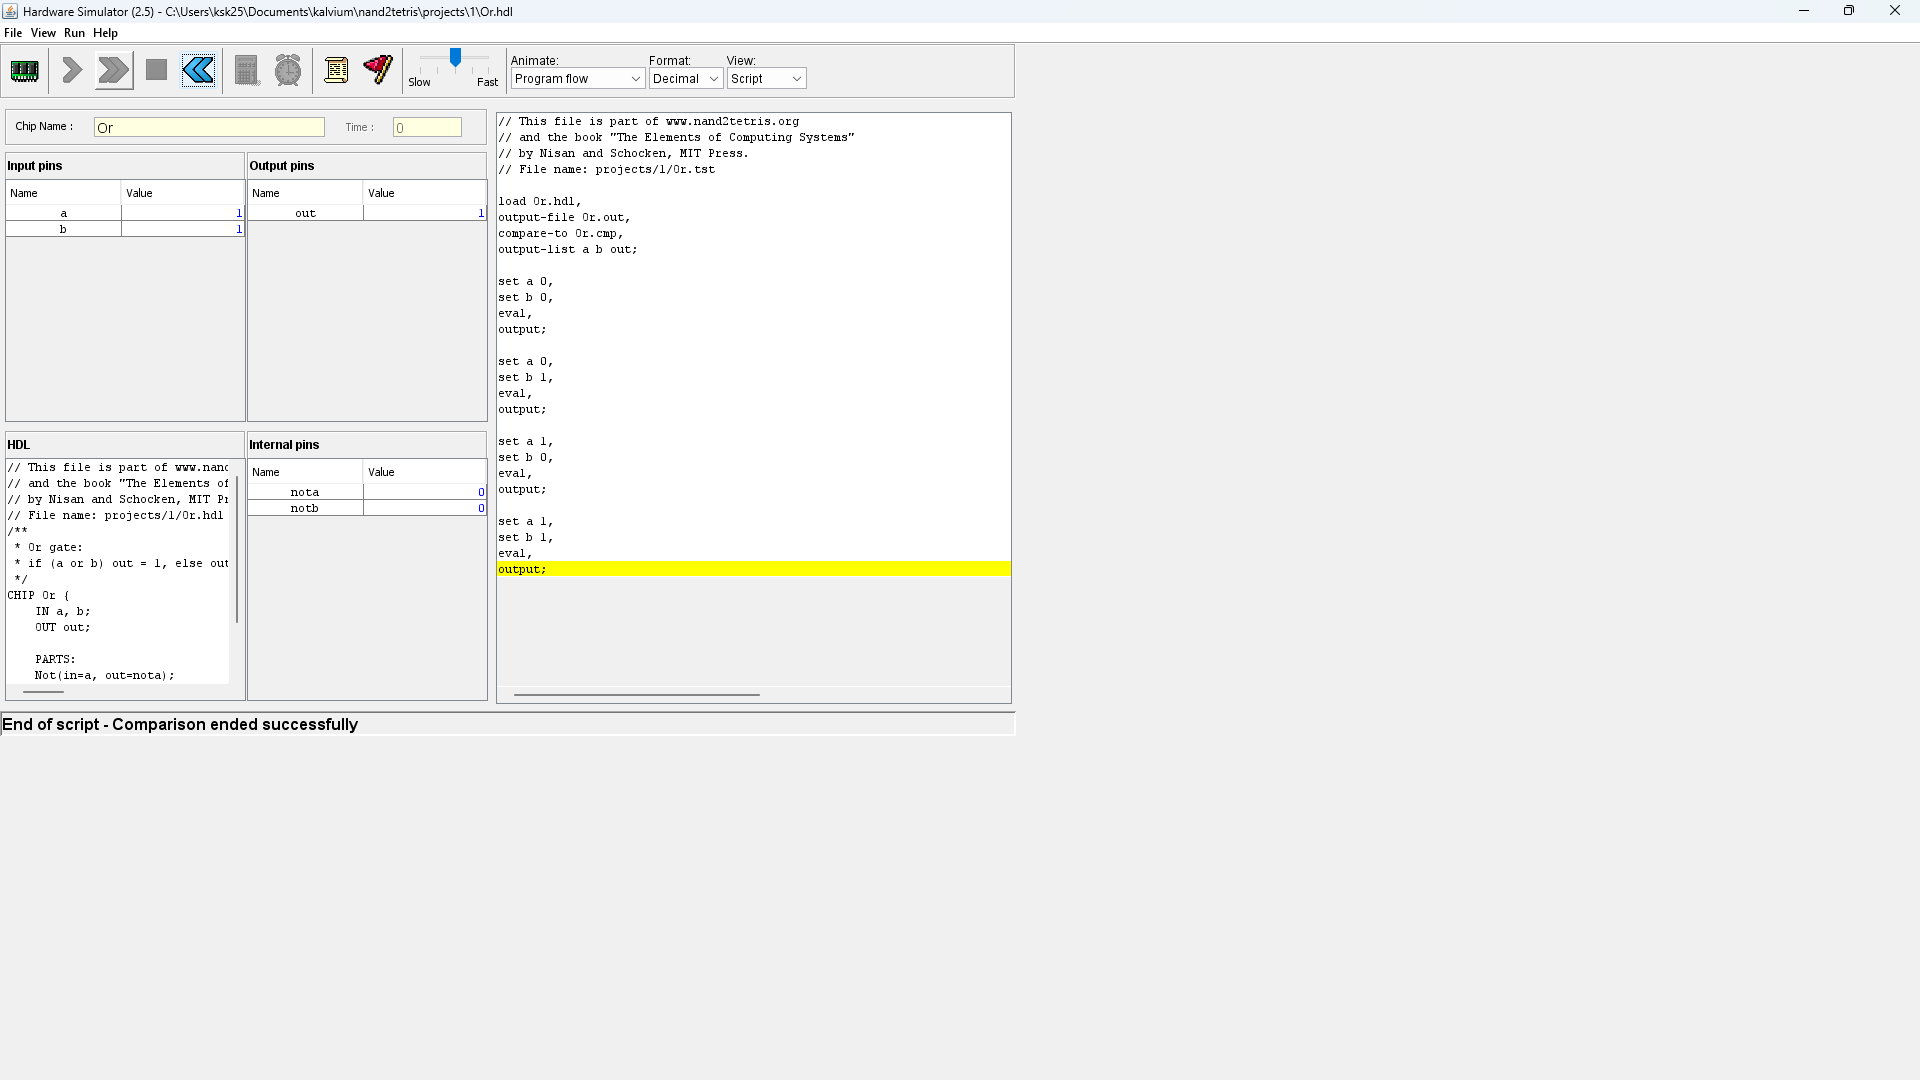 Hardware Simulator (2.5) - C:\Users\ksk25\Documents\kalvium\nand2tetris\projects\1\Or.hdl
File View Run Help
Slow Fast
Animate: Format: View:
Program flow Decimal Script
Chip Name : Or Time : 0
Input pins
Name Value
a 1
b 1
Output pins
Name Value
out 1
HDL
// This file is part of www.nand
// and the book "The Elements of
// by Nisan and Schocken, MIT Pr
// File name: projects/1/Or.hdl
/**
* Or gate:
* if (a or b) out = 1, else out
*/
CHIP Or {
IN a, b;
OUT out;
PARTS:
Not(in=a, out=nota);
Internal pins
Name Value
nota 0
notb 0
// This file is part of www.nand2tetris.org
// and the book "The Elements of Computing Systems"
// by Nisan and Schocken, MIT Press.
// File name: projects/1/Or.tst
load Or.hdl,
output-file Or.out,
compare-to Or.cmp,
output-list a b out;
set a 0,
set b 0,
eval,
output;
set a 0,
set b 1,
eval,
output;
set a 1,
set b 0,
eval,
output;
set a 1,
set b 1,
eval,
output;
End of script - Comparison ended successfully